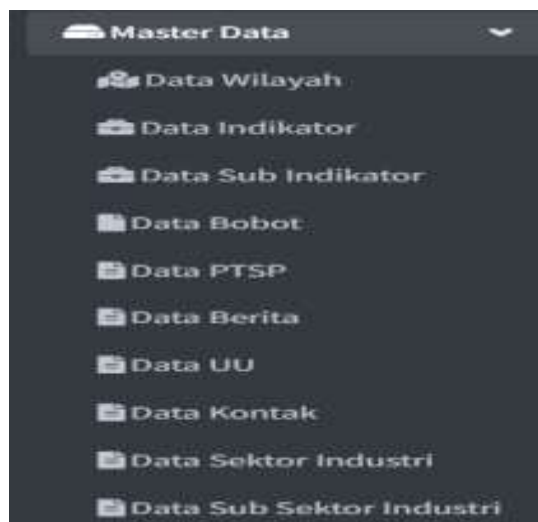 Master Data
Data Wilayah
Data Indikator
Data Sub Indikator
Data Bobot
Data PTSP
Data Berita
Data UU
Data Kontak
Data Sektor Industri
Data Sub Sektor Industri